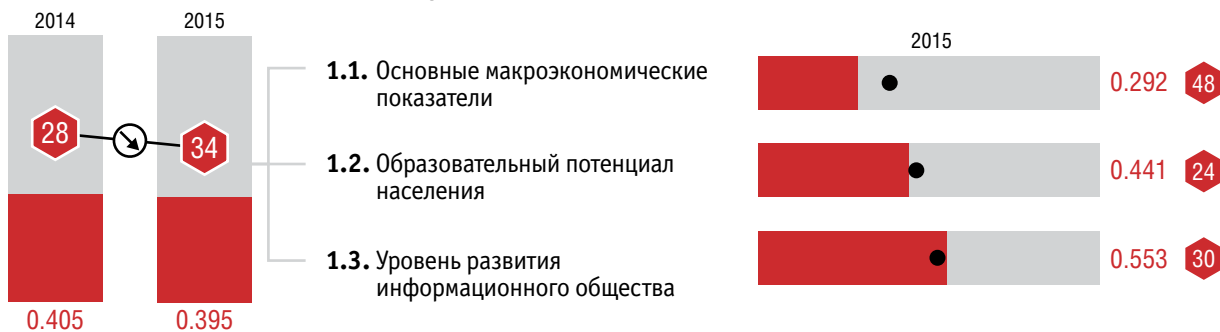 2014
2015
28
34
0.405
0.395
1.1. Основные макроэкономические
показатели
1.2. Образовательный потенциал
населения
1.3. Уровень развития
информационного общества
2015
0.292 48
0.441 24
0.553 30